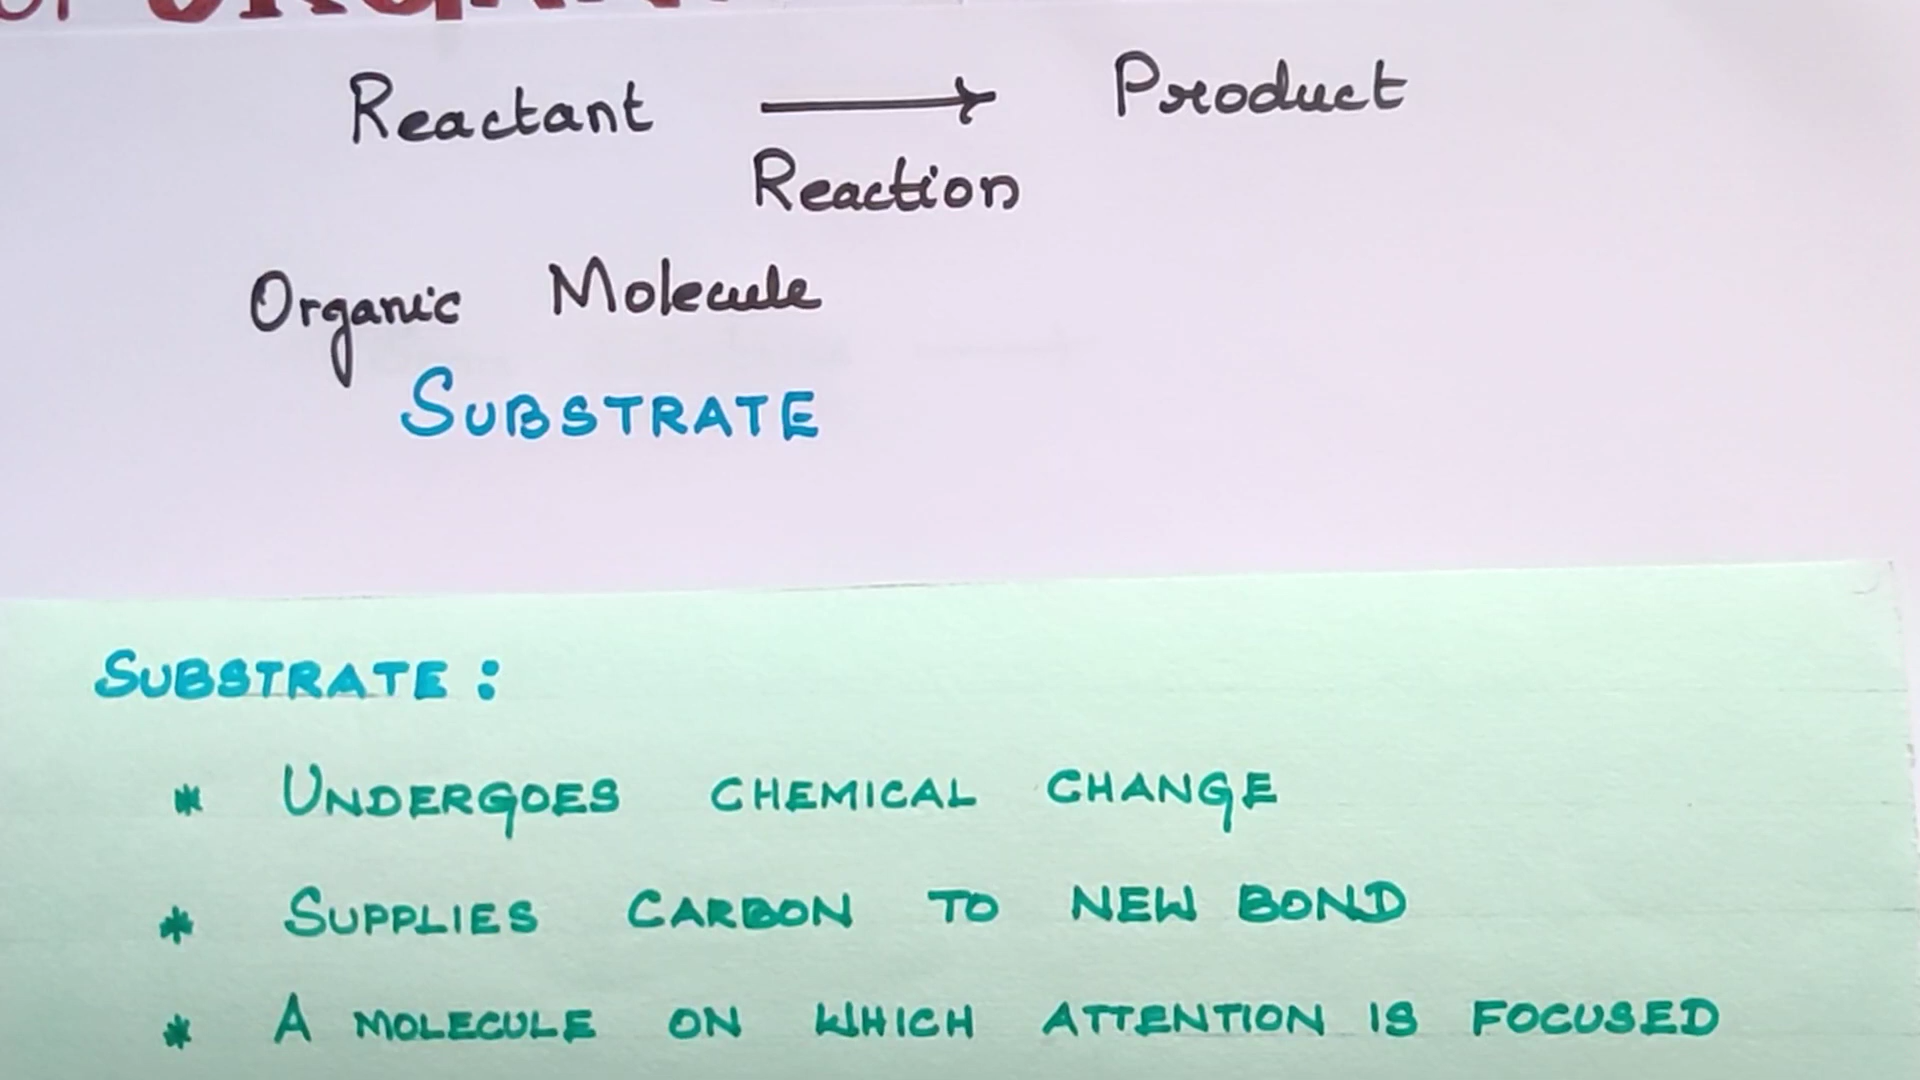 Reactant ⟶ Product
Reaction
Organic Molecule
SUBSTRATE
SUBSTRATE :
* UNDERGOES CHEMICAL CHANGE
* SUPPLIES CARBON TO NEW BOND
* A MOLECULE ON WHICH ATTENTION IS FOCUSED